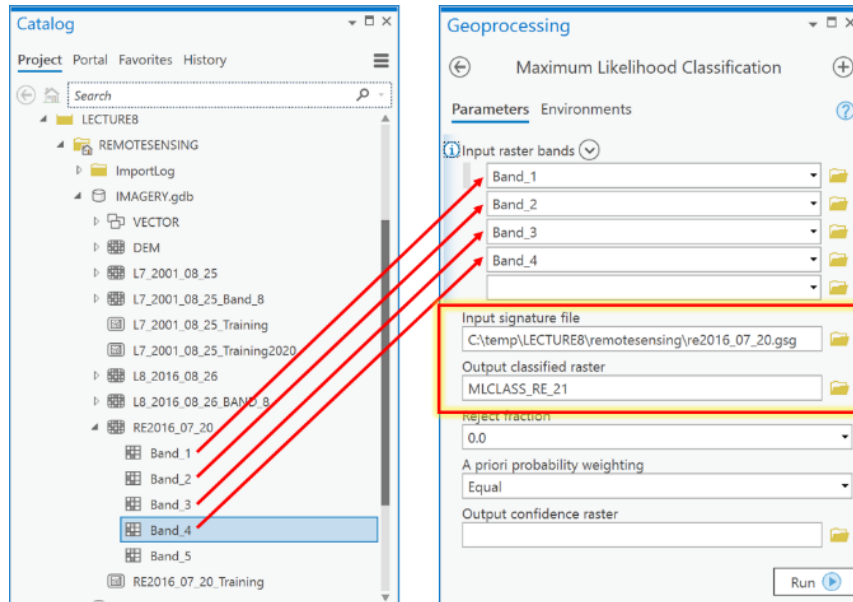 Catalog
Project Portal Favorites History
Search
LECTURE8
REMOTESENSING
ImportLog
IMAGERY.gdb
VECTOR
DEM
L7_2001_08_25
L7_2001_08_25_Band_8
L7_2001_08_25_Training
L7_2001_08_25_Training2020
L8_2016_08_26
L8_2016_08_26_BAND_8
RE2016_07_20
Band_1
Band_2
Band_3
Band_4
Band_5
RE2016_07_20_Training
Geoprocessing
Maximum Likelihood Classification
Parameters Environments
Input raster bands
Band_1
Band_2
Band_3
Band_4
Input signature file
C:\temp\LECTURE8\remotesensing\re2016_07_20.gsg
Output classified raster
MLCLASS_RE_21
Reject fraction
0.0
A priori probability weighting
Equal
Output confidence raster
Run